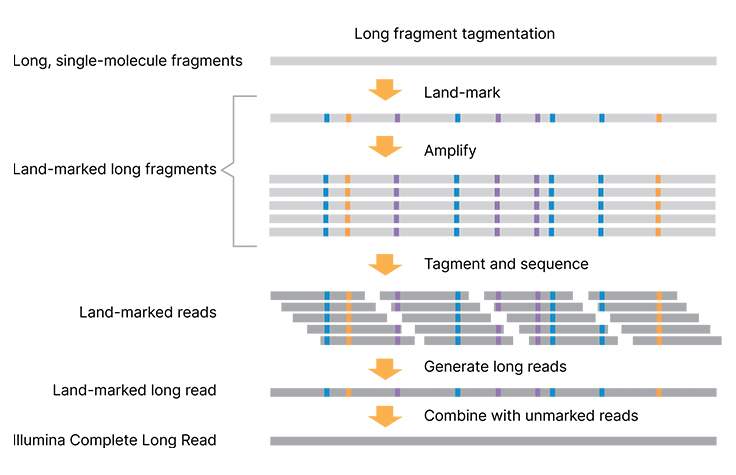 Long fragment tagmentation
Long, single-molecule fragments
Land-mark
Amplify
Land-marked long fragments
Tagment and sequence
Land-marked reads
Generate long reads
Land-marked long read
Combine with unmarked reads
Illumina Complete Long Read